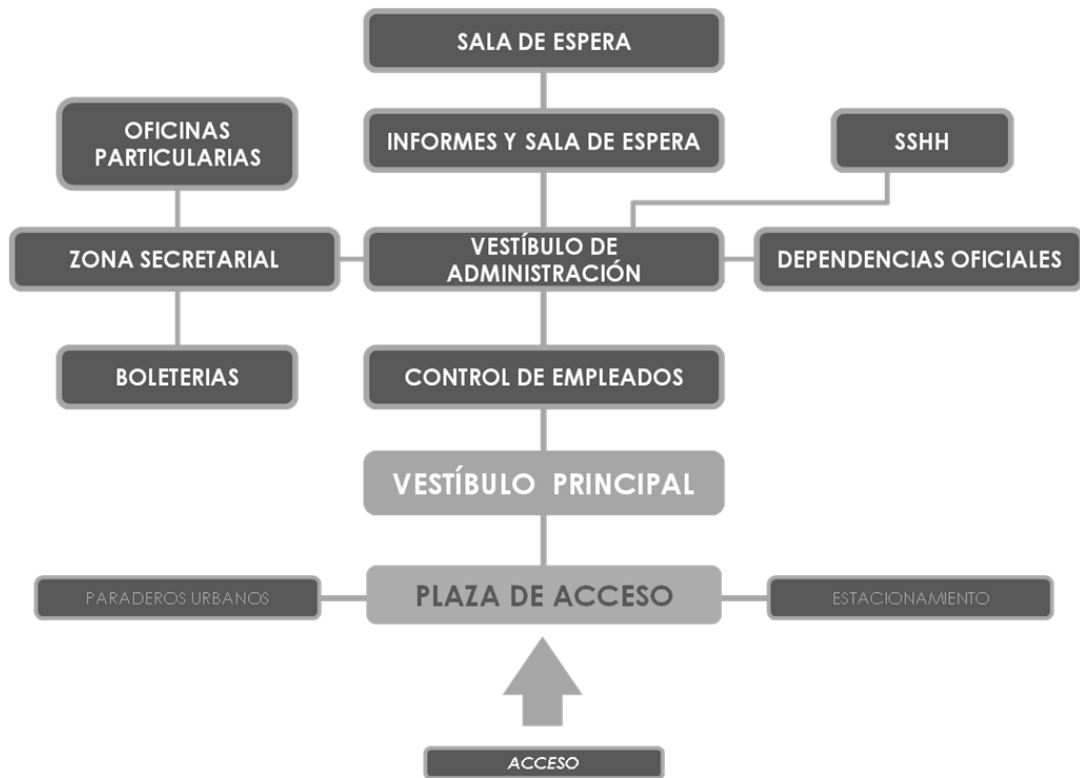 SALA DE ESPERA
OFICINAS
PARTICULARIAS
INFORMES Y SALA DE ESPERA
SSHH
ZONA SECRETARIAL
VESTÍBULO DE
ADMINISTRACIÓN
DEPENDENCIAS OFICIALES
BOLETERIAS
CONTROL DE EMPLEADOS
VESTÍBULO PRINCIPAL
PARADEROS URBANOS
PLAZA DE ACCESO
ESTACIONAMIENTO
ACCESO